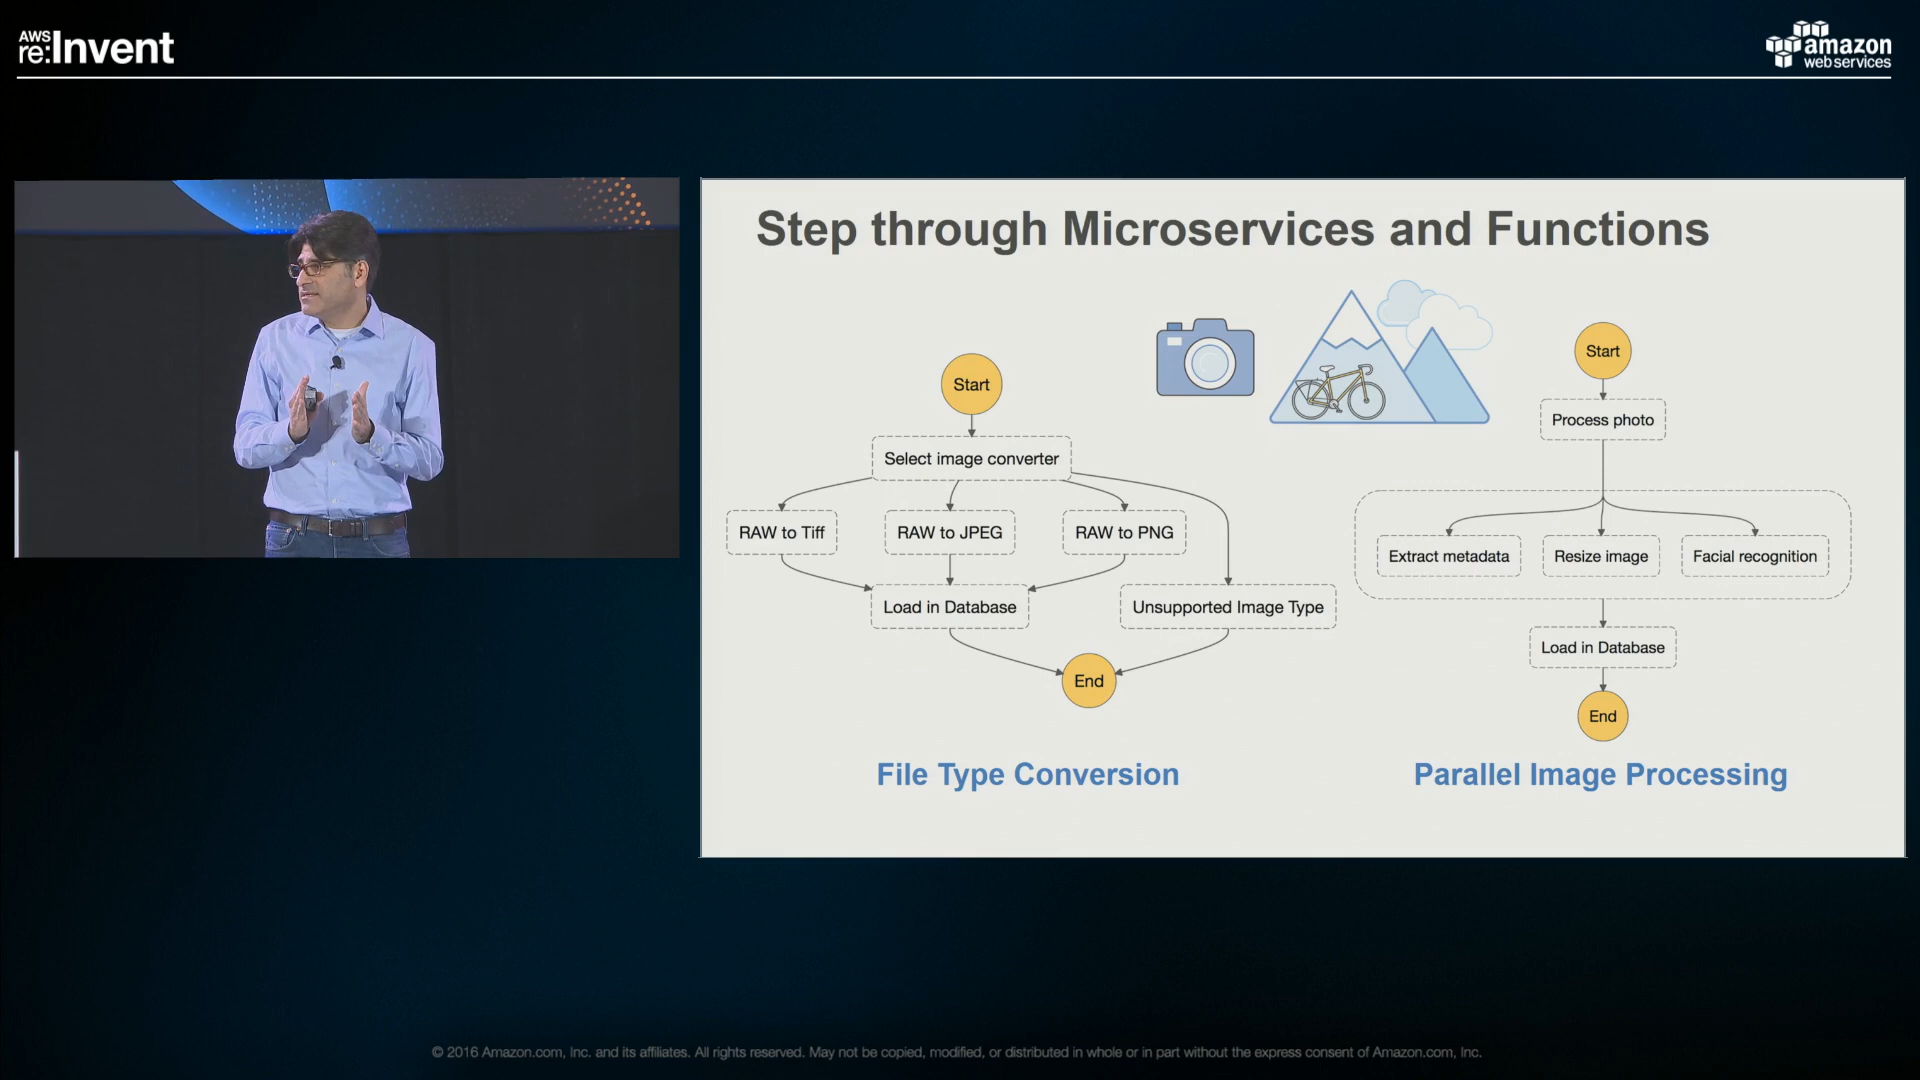 AWS
re:Invent
amazon
web services
Step through Microservices and Functions
Start
Select image converter
RAW to Tiff
RAW to JPEG
RAW to PNG
Load in Database
Unsupported Image Type
End
File Type Conversion
Start
Process photo
Extract metadata
Resize image
Facial recognition
Load in Database
End
Parallel Image Processing
© 2016 Amazon.com, Inc. and its affiliates. All rights reserved. May not be copied, modified, or distributed in whole or in part without the express consent of Amazon.com, Inc.